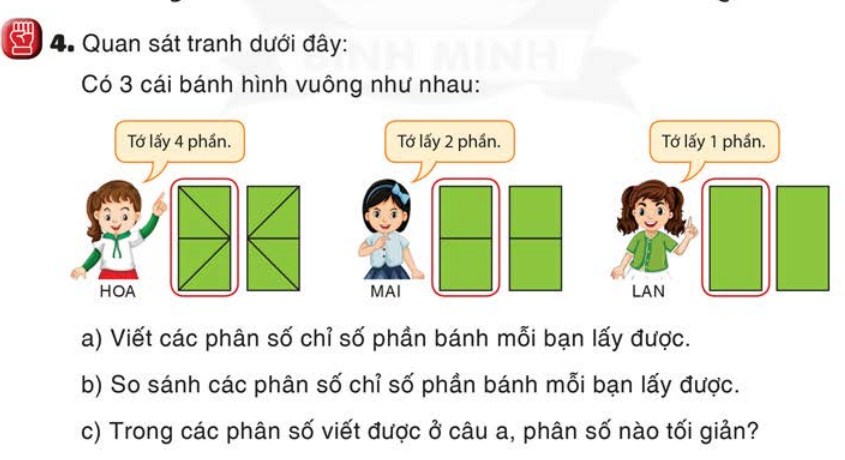 BÌNH MINH
4. Quan sát tranh dưới đây:
Có 3 cái bánh hình vuông như nhau:
Tớ lấy 4 phần.
Tớ lấy 2 phần.
Tớ lấy 1 phần.
HOA
MAI
LAN
a) Viết các phân số chỉ số phần bánh mỗi bạn lấy được.
b) So sánh các phân số chỉ số phần bánh mỗi bạn lấy được.
c) Trong các phân số viết được ở câu a, phân số nào tối giản?